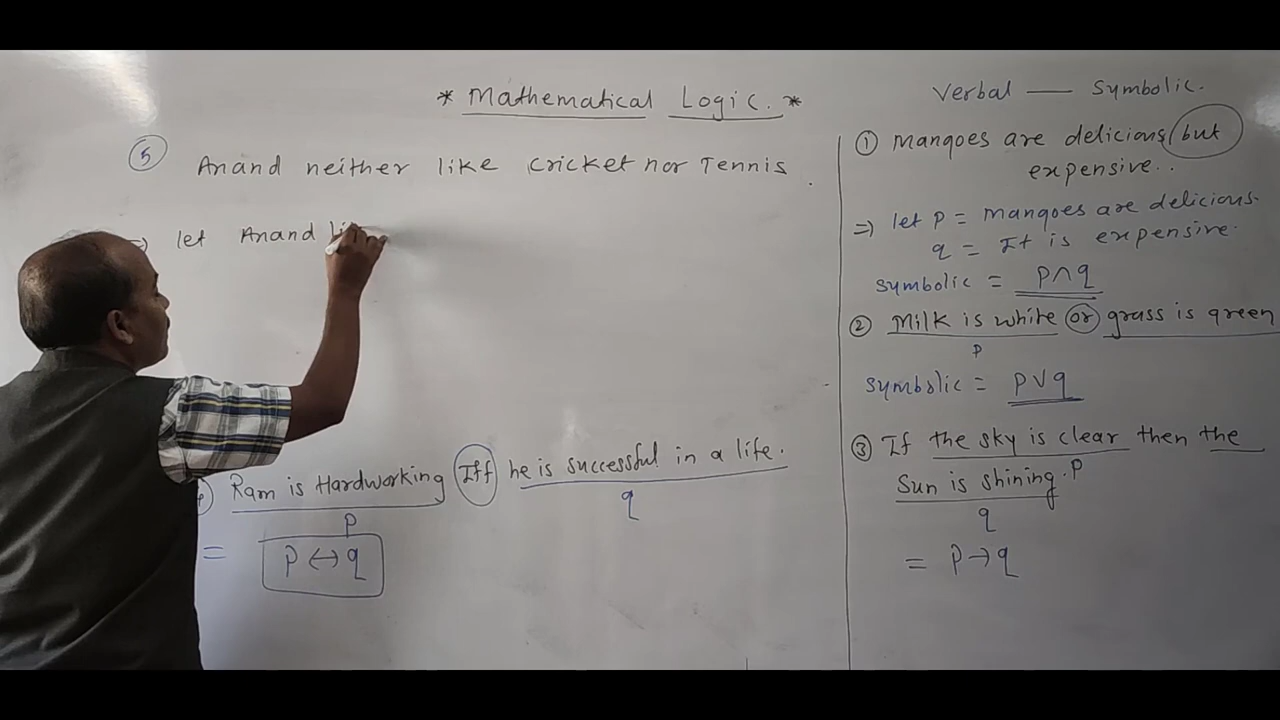 * Mathematical Logic. *
5 Anand neither like cricket nor Tennis.
⇒ let Anand li
Ram is Hardworking Iff he is successful in a life.
p q
= p ↔ q
Verbal — Symbolic.
1 Mangoes are delicious but
expensive..
⇒ let p = mangoes are delicious.
q = It is expensive.
Symbolic = p ∧ q
2 Milk is white or grass is green
p
Symbolic = p ∨ q
3 If the sky is clear then the
p
Sun is shining.
q
= p → q